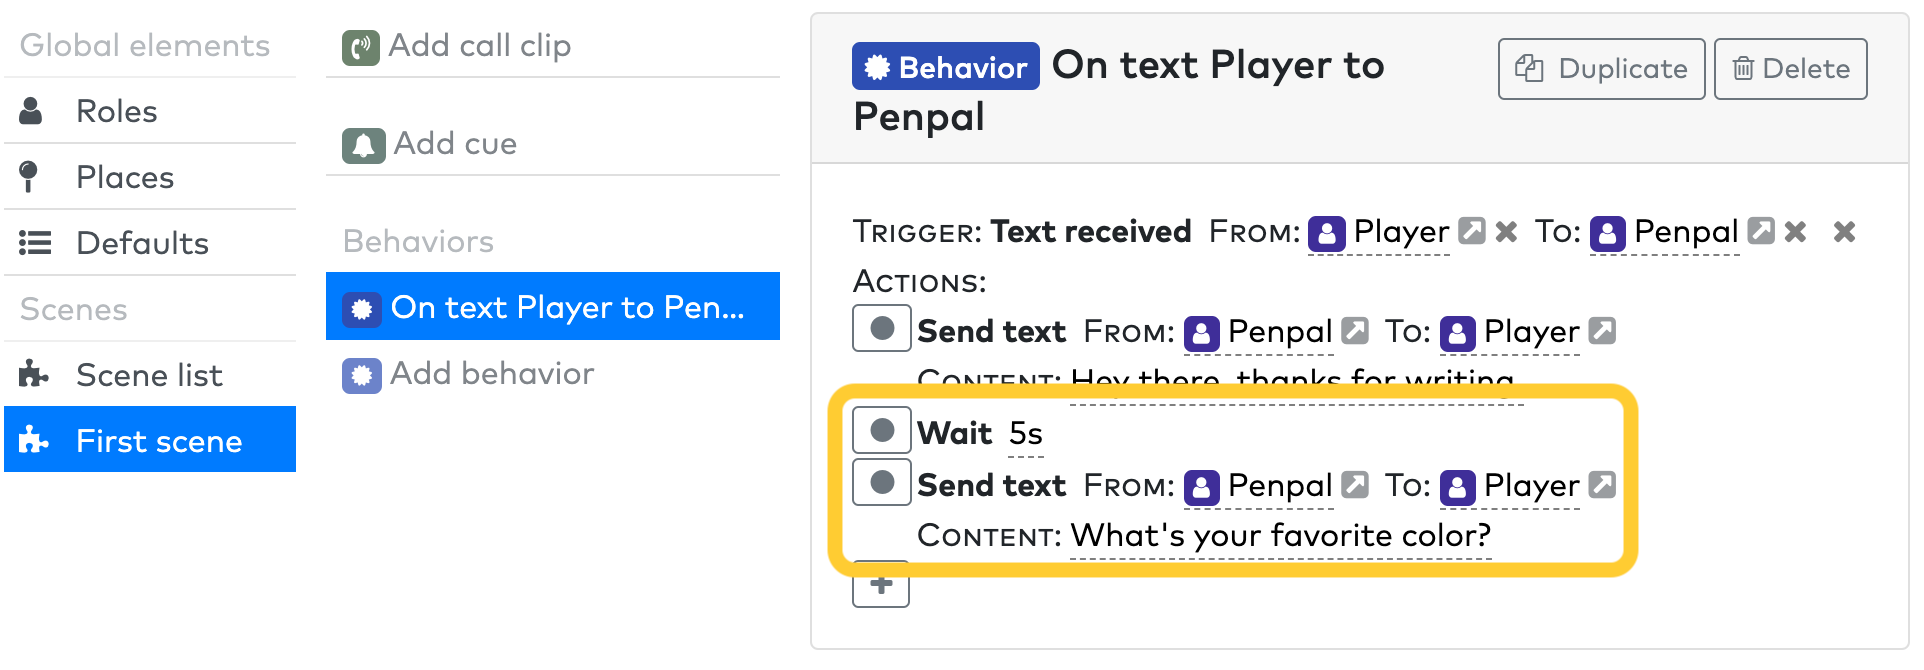 Global elements
Roles
Places
Defaults
Scenes
Scene list
First scene
Add call clip
Add cue
Behaviors
On text Player to Pen...
Add behavior
Behavior On text Player to
Penpal
Duplicate
Delete
TRIGGER: Text received FROM: Player To: Penpal
ACTIONS:
Send text FROM: Penpal To: Player
CONTENT: Hey there, thanks for writing.
Wait 5s
Send text FROM: Penpal To: Player
CONTENT: What's your favorite color?